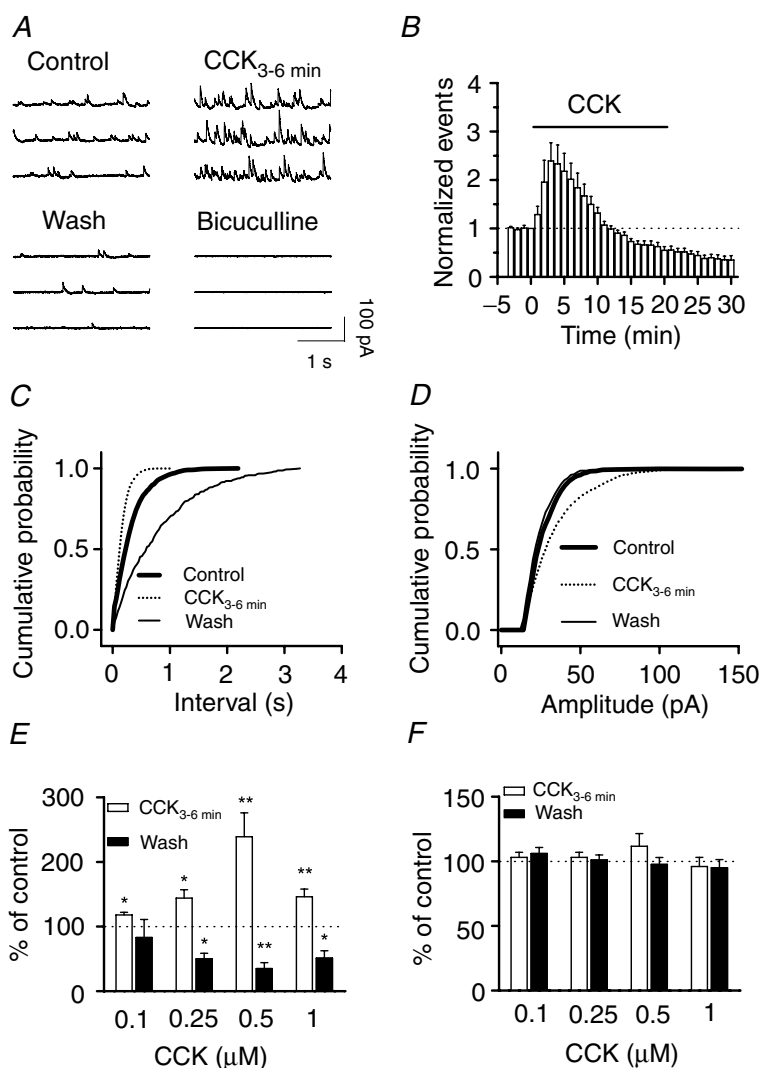 A
Control
CCK3-6 min
Wash
Bicuculline
100 pA
1 s
B
CCK
Normalized events
4
3
2
1
0
−5 0 5 10 15 20 25 30
Time (min)
C
Cumulative probability
1.0
0.5
0.0
Control
CCK3-6 min
Wash
0 1 2 3 4
Interval (s)
D
Cumulative probability
1.0
0.5
0.0
Control
CCK3-6 min
Wash
0 50 100 150
Amplitude (pA)
E
% of control
300
200
100
0
CCK3-6 min
Wash
* * ** **
* ** *
0.1 0.25 0.5 1
CCK (μM)
F
% of control
150
100
50
0
CCK3-6 min
Wash
0.1 0.25 0.5 1
CCK (μM)